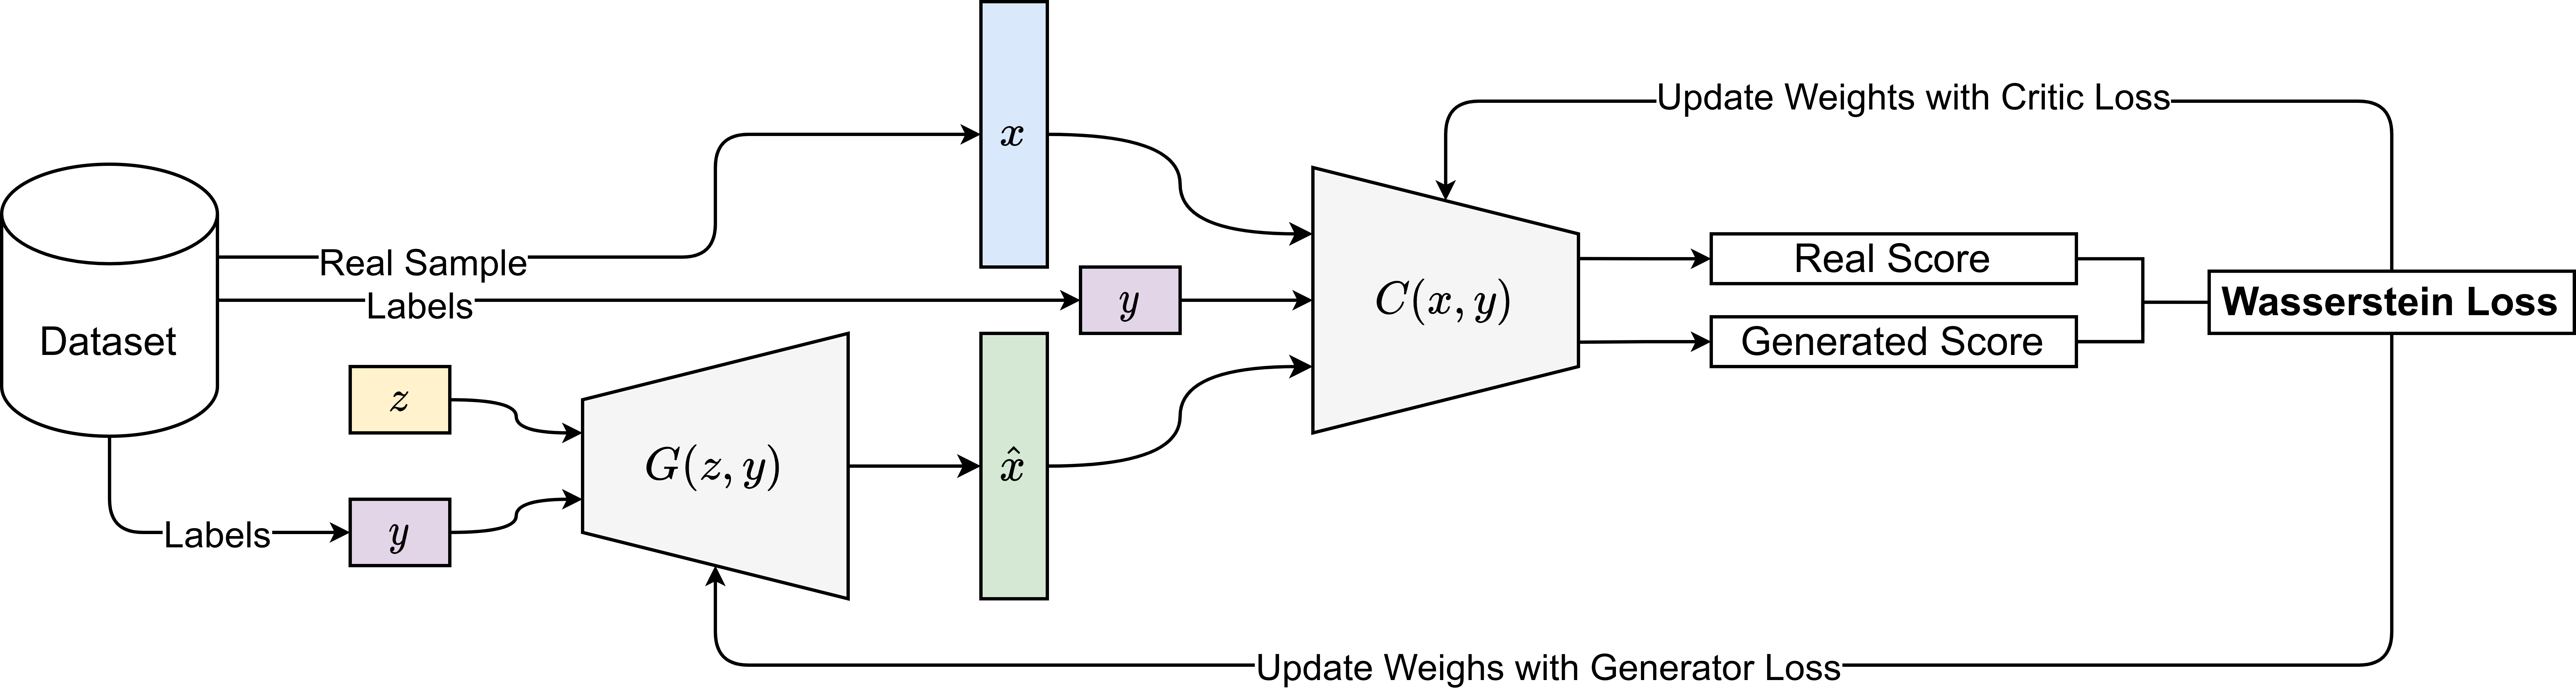 x
Update Weights with Critic Loss
Real Sample
Labels
y
C(x, y)
Real Score
Generated Score
Wasserstein Loss
Dataset
z
G(z, y)
x̂
Labels
y
Update Weighs with Generator Loss